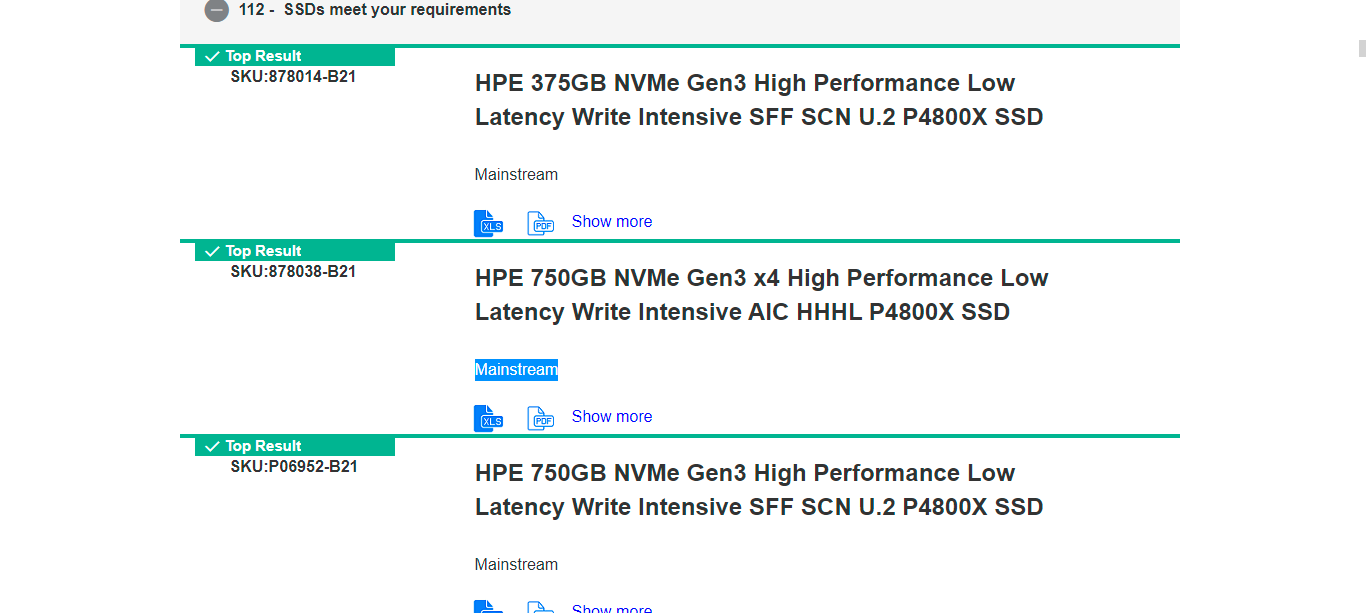 112 - SSDs meet your requirements
Top Result
SKU:878014-B21
HPE 375GB NVMe Gen3 High Performance Low
Latency Write Intensive SFF SCN U.2 P4800X SSD
Mainstream
XLS PDF Show more
Top Result
SKU:878038-B21
HPE 750GB NVMe Gen3 x4 High Performance Low
Latency Write Intensive AIC HHHL P4800X SSD
Mainstream
XLS PDF Show more
Top Result
SKU:P06952-B21
HPE 750GB NVMe Gen3 High Performance Low
Latency Write Intensive SFF SCN U.2 P4800X SSD
Mainstream
Show more